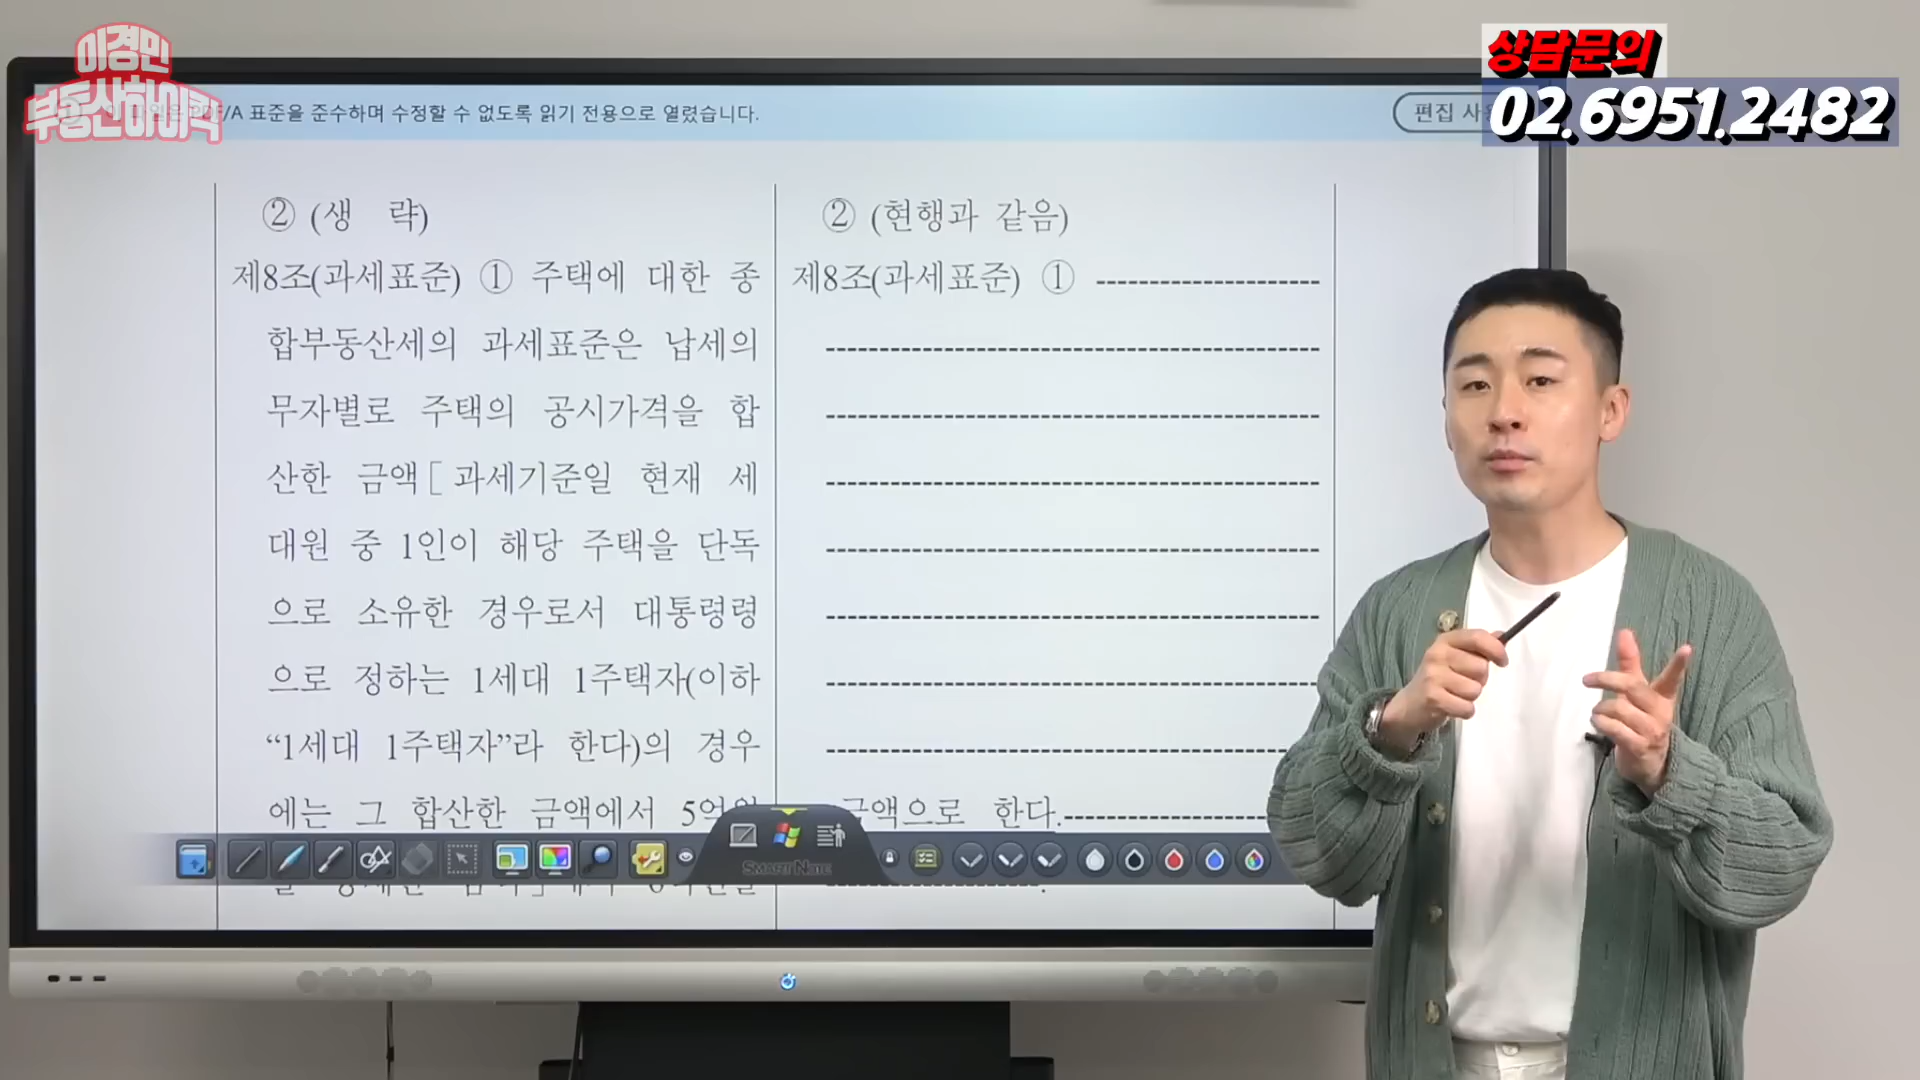 이경민
부동산하이킥
상담문의
02.6951.2482
/A 표준을 준수하며 수정할 수 없도록 읽기 전용으로 열렸습니다.
편집
② (생 략)
제8조(과세표준) ① 주택에 대한 종
합부동산세의 과세표준은 납세의
무자별로 주택의 공시가격을 합
산한 금액[과세기준일 현재 세
대원 중 1인이 해당 주택을 단독
으로 소유한 경우로서 대통령령
으로 정하는 1세대 1주택자(이하
“1세대 1주택자”라 한다)의 경우
에는 그 합산한 금액에서
② (현행과 같음)
제8조(과세표준) ① --------------------
--------------------------------------------
--------------------------------------------
--------------------------------------------
--------------------------------------------
--------------------------------------------
--------------------------------------------
--------------------------------------------
금액으로 한다.------------------
SMART NOTE